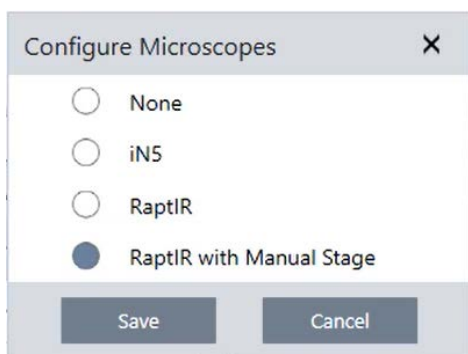 Configure Microscopes
None
iN5
RaptIR
RaptIR with Manual Stage
Save Cancel